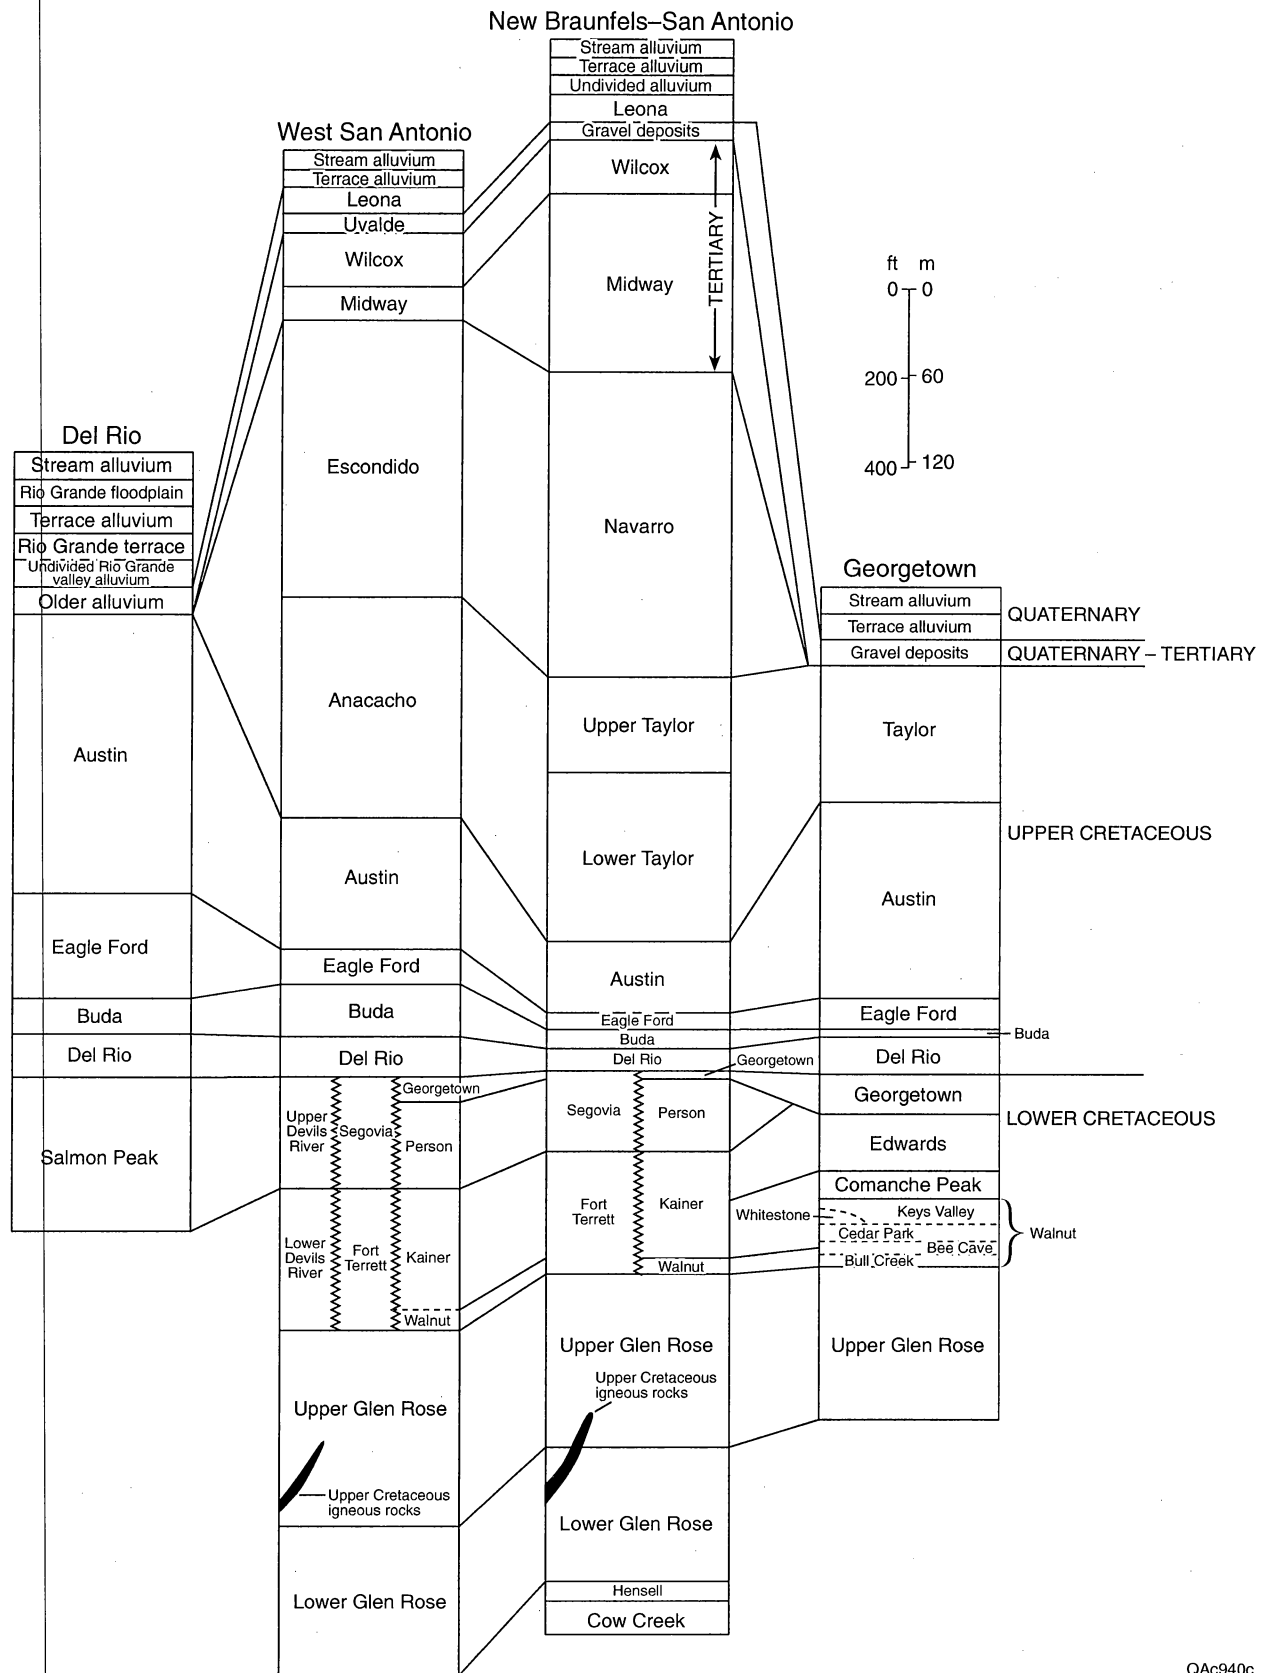 New Braunfels–San Antonio
Stream alluvium
Terrace alluvium
Undivided alluvium
Leona
Gravel deposits
Wilcox
Midway
TERTIARY
Navarro
Upper Taylor
Lower Taylor
Austin
Eagle Ford
Buda
Del Rio
Georgetown
Segovia
Person
Fort
Terrett
Kainer
Walnut
Upper Glen Rose
Upper Cretaceous
igneous rocks
Lower Glen Rose
Hensell
Cow Creek
West San Antonio
Stream alluvium
Terrace alluvium
Leona
Uvalde
Wilcox
Midway
Escondido
Anacacho
Austin
Eagle Ford
Buda
Del Rio
Georgetown
Upper
Devils
River
Segovia
Person
Lower
Devils
River
Fort
Terrett
Kainer
Walnut
Upper Glen Rose
Upper Cretaceous
igneous rocks
Lower Glen Rose
Del Rio
Stream alluvium
Rio Grande floodplain
Terrace alluvium
Rio Grande terrace
Undivided Rio Grande
valley alluvium
Older alluvium
Austin
Eagle Ford
Buda
Del Rio
Salmon Peak
ft m
0 0
200 60
400 120
Georgetown
Stream alluvium
Terrace alluvium
Gravel deposits
Taylor
Austin
Eagle Ford
Buda
Del Rio
Georgetown
Edwards
Comanche Peak
Keys Valley
Whitestone
Cedar Park
Bee Cave
Bull Creek
Walnut
Upper Glen Rose
QUATERNARY
QUATERNARY – TERTIARY
UPPER CRETACEOUS
LOWER CRETACEOUS
QAc940c